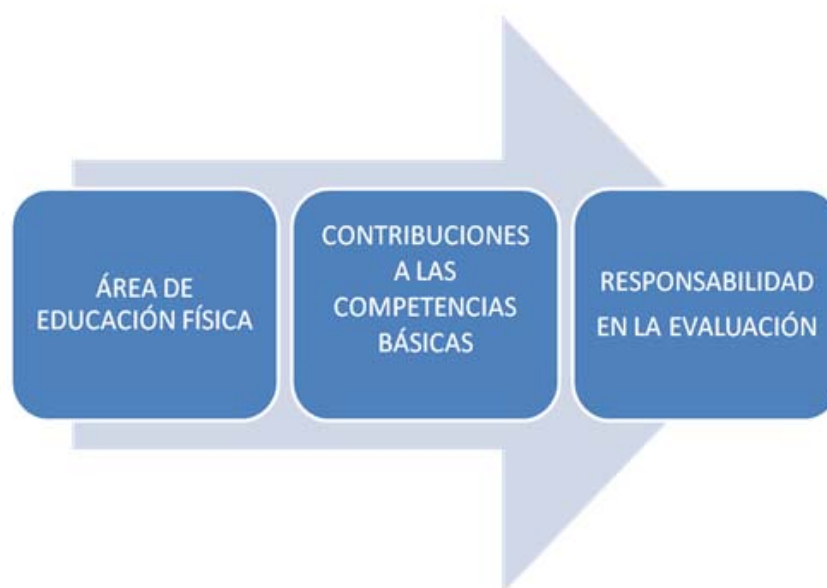 ÁREA DE
EDUCACIÓN FÍSICA
CONTRIBUCIONES
A LAS
COMPETENCIAS
BÁSICAS
RESPONSABILIDAD
EN LA EVALUACIÓN